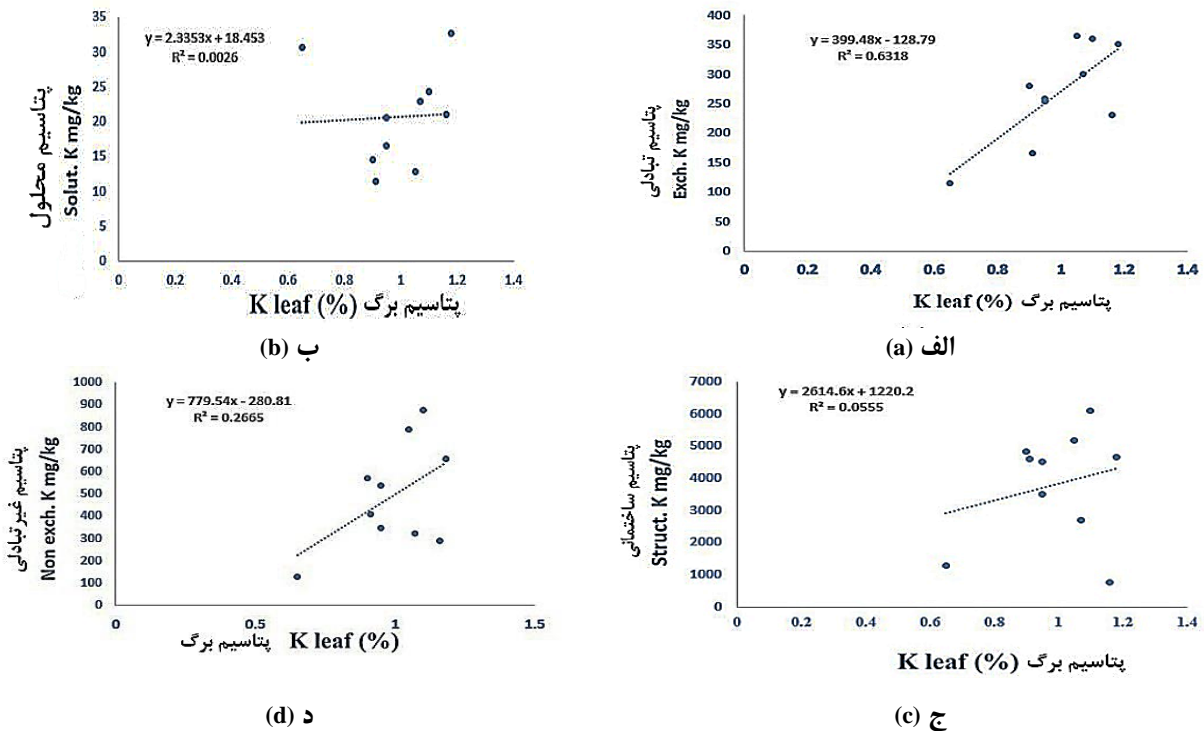 y = 2.3353x + 18.453
R² = 0.0026
35
30
25
20
15
10
5
0
پتاسیم محلول
Solut. K mg/kg
0 0.2 0.4 0.6 0.8 1 1.2 1.4
K leaf (%) پتاسیم برگ
ب (b)
y = 399.48x - 128.79
R² = 0.6318
400
350
300
250
200
150
100
50
0
پتاسیم تبادلی
Exch. K mg/kg
0 0.2 0.4 0.6 0.8 1 1.2 1.4
K leaf (%) پتاسیم برگ
الف (a)
y = 779.54x - 280.81
R² = 0.2665
1000
900
800
700
600
500
400
300
200
100
0
پتاسیم غیرتبادلی
Non exch. K mg/kg
0 0.5 1 1.5
پتاسیم برگ K leaf (%)
د (d)
y = 2614.6x + 1220.2
R² = 0.0555
7000
6000
5000
4000
3000
2000
1000
0
پتاسیم ساختمانی
Struct. K mg/kg
0 0.2 0.4 0.6 0.8 1 1.2 1.4
K leaf (%) پتاسیم برگ
ج (c)